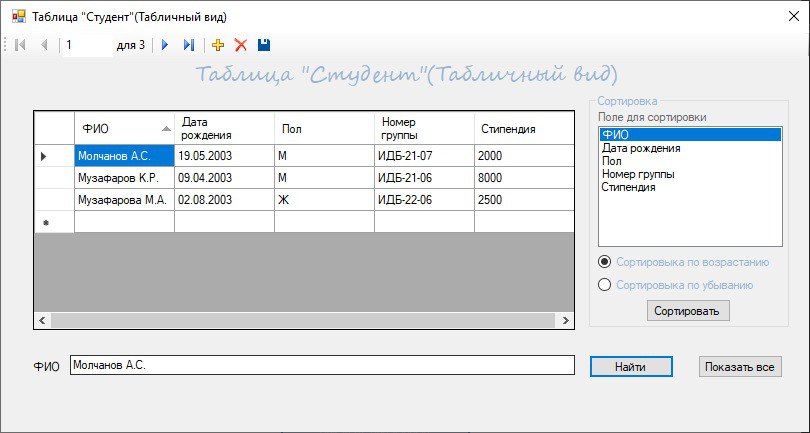 Таблица "Студент"(Табличный вид)
1 для 3
Таблица "Студент"(Табличный вид)
ФИО Дата рождения Пол Номер группы Стипендия
Молчанов А.С. 19.05.2003 М ИДБ-21-07 2000
Музафаров К.Р. 09.04.2003 М ИДБ-21-06 8000
Музафарова М.А. 02.08.2003 Ж ИДБ-22-06 2500
Сортировка
Поле для сортировки
ФИО
Дата рождения
Пол
Номер группы
Стипендия
Сортировыка по возрастанию
Сортировыка по убыванию
Сортировать
ФИО Молчанов А.С. Найти Показать все